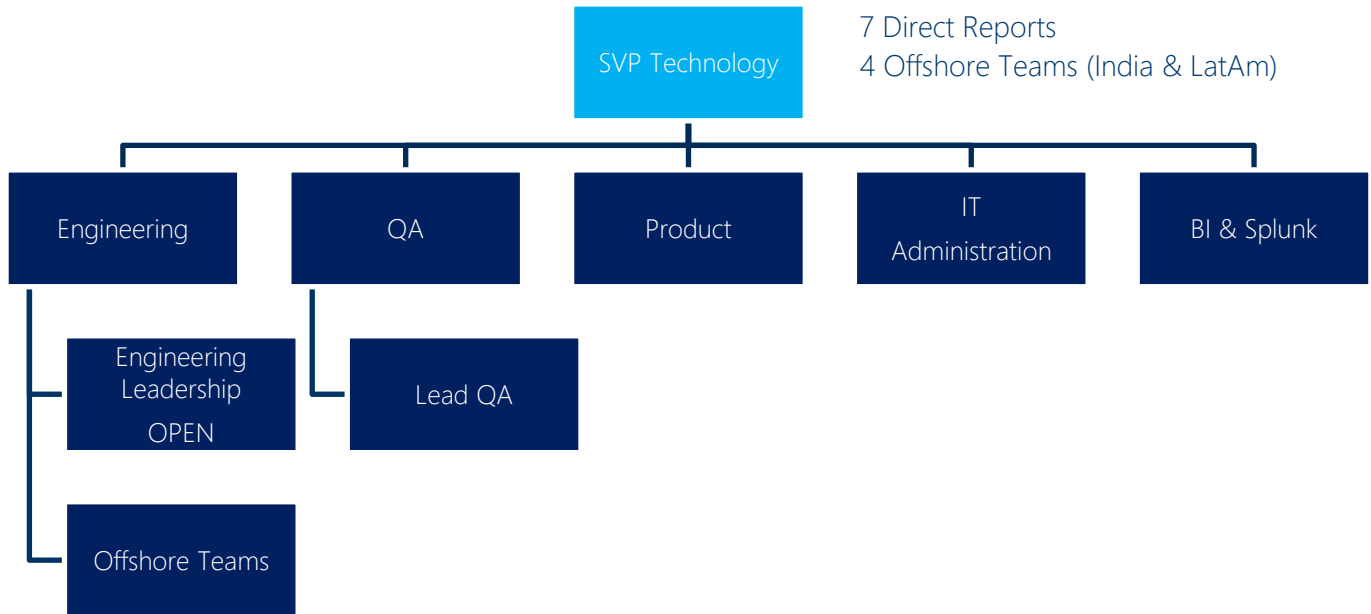 SVP Technology
7 Direct Reports
4 Offshore Teams (India & LatAm)
Engineering
QA
Product
IT
Administration
BI & Splunk
Engineering
Leadership
OPEN
Lead QA
Offshore Teams